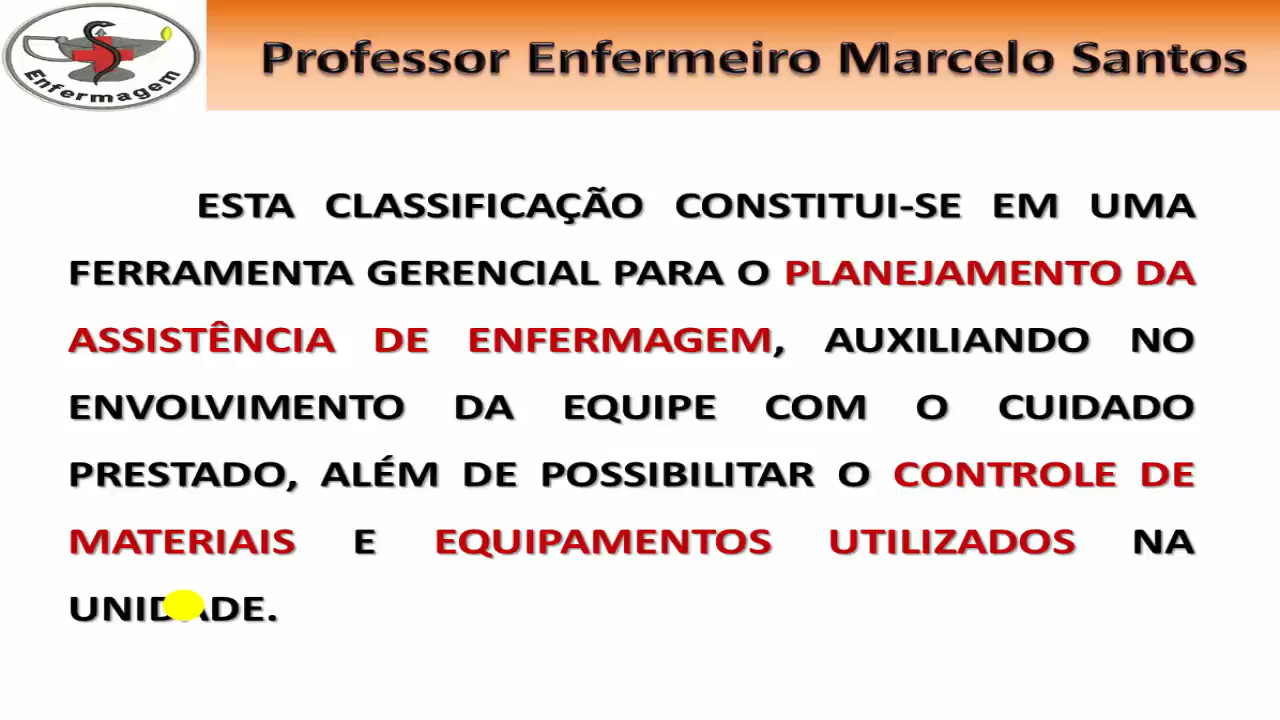 Enfermagem
Professor Enfermeiro Marcelo Santos
ESTA CLASSIFICAÇÃO CONSTITUI-SE EM UMA
FERRAMENTA GERENCIAL PARA O PLANEJAMENTO DA
ASSISTÊNCIA DE ENFERMAGEM, AUXILIANDO NO
ENVOLVIMENTO DA EQUIPE COM O CUIDADO
PRESTADO, ALÉM DE POSSIBILITAR O CONTROLE DE
MATERIAIS E EQUIPAMENTOS UTILIZADOS NA
UNIDADE.